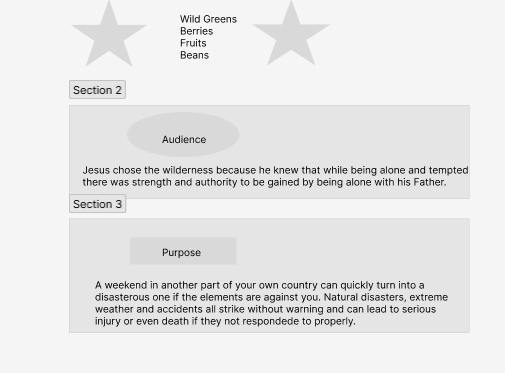 Wild Greens
Berries
Fruits
Beans
Section 2
Audience
Jesus chose the wilderness because he knew that while being alone and tempted
there was strength and authority to be gained by being alone with his Father.
Section 3
Purpose
A weekend in another part of your own country can quickly turn into a
disasterous one if the elements are against you. Natural disasters, extreme
weather and accidents all strike without warning and can lead to serious
injury or even death if they not respondede to properly.